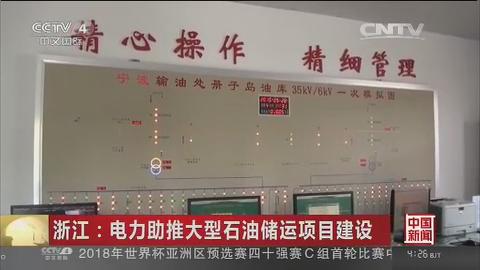 CCTV 4
中文国际
CNTV
精心操作 精细管理
宁波输油处册子岛油库35kV/6kV一次模拟图
浙江：电力助推大型石油储运项目建设
中国新闻
CCTV 4
2018年世界杯亚洲区预选赛四十强赛C组首轮比赛中
4:26 BJT